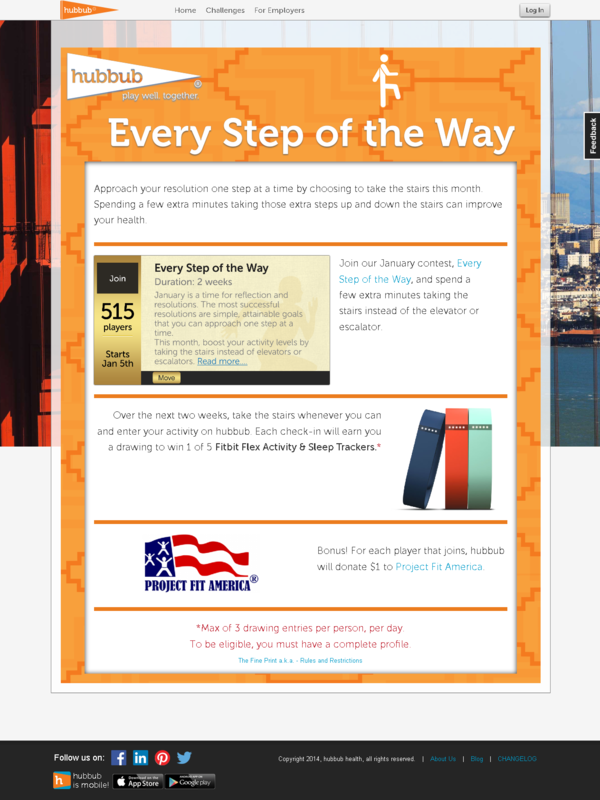 hubbub
Home
Challenges
For Employers
Log In
hubbub®
play well. together.
Every Step of the Way
Feedback
Approach your resolution one step at a time by choosing to take the stairs this month.
Spending a few extra minutes taking those extra steps up and down the stairs can improve
your health.
Join
515
players
Starts
Jan 5th
Every Step of the Way
Duration: 2 weeks
January is a time for reflection and
resolutions. The most successful
resolutions are simple, attainable goals
that you can approach one step at a
time.
This month, boost your activity levels by
taking the stairs instead of elevators or
escalators. Read more...
Move
Join our January contest, Every
Step of the Way, and spend a
few extra minutes taking the
stairs instead of the elevator or
escalator.
Over the next two weeks, take the stairs whenever you can
and enter your activity on hubbub. Each check-in will earn you
a drawing to win 1 of 5 Fitbit Flex Activity & Sleep Trackers.*
PROJECT FIT AMERICA®
Bonus! For each player that joins, hubbub
will donate $1 to Project Fit America.
*Max of 3 drawing entries per person, per day.
To be eligible, you must have a complete profile.
The Fine Print a.k.a. - Rules and Restrictions
Follow us on:
Copyright 2014, hubbub health, all rights reserved. | About Us | Blog | CHANGELOG
hubbub
is mobile!
Download on the
App Store
Google play